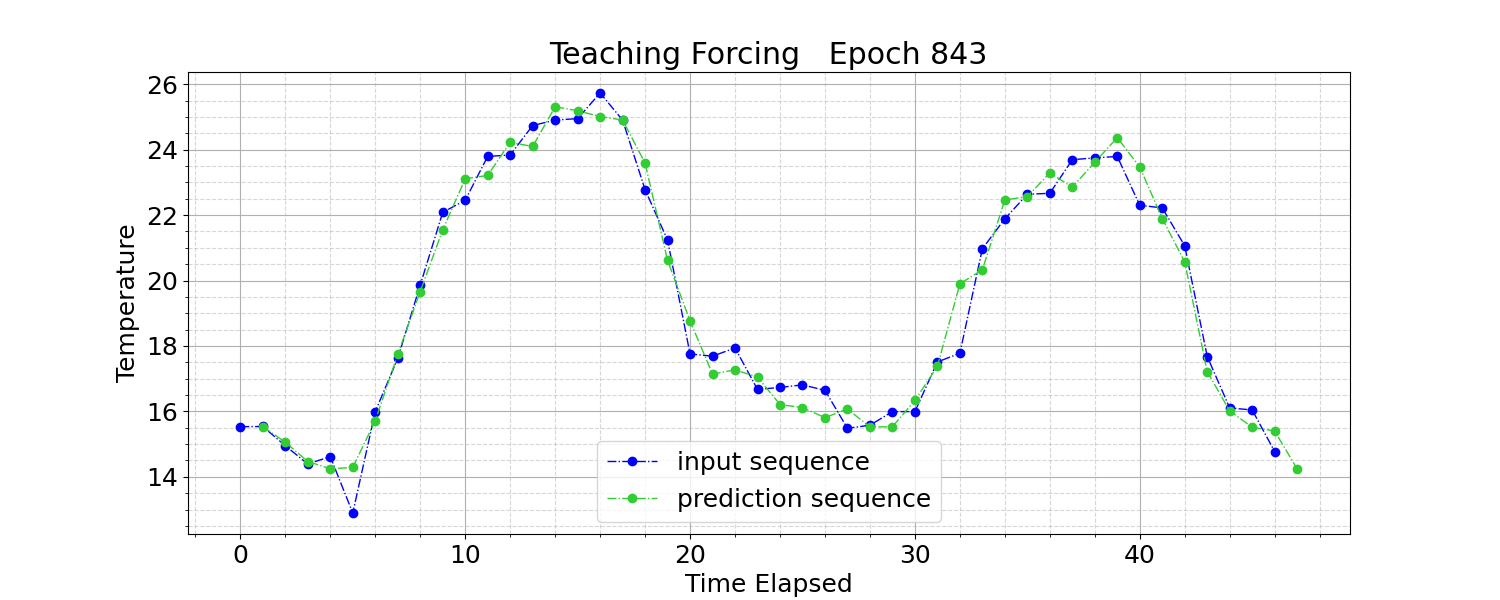 Teaching Forcing   Epoch 843
26
24
22
20
18
16
14
Temperature
input sequence
prediction sequence
0 10 20 30 40
Time Elapsed